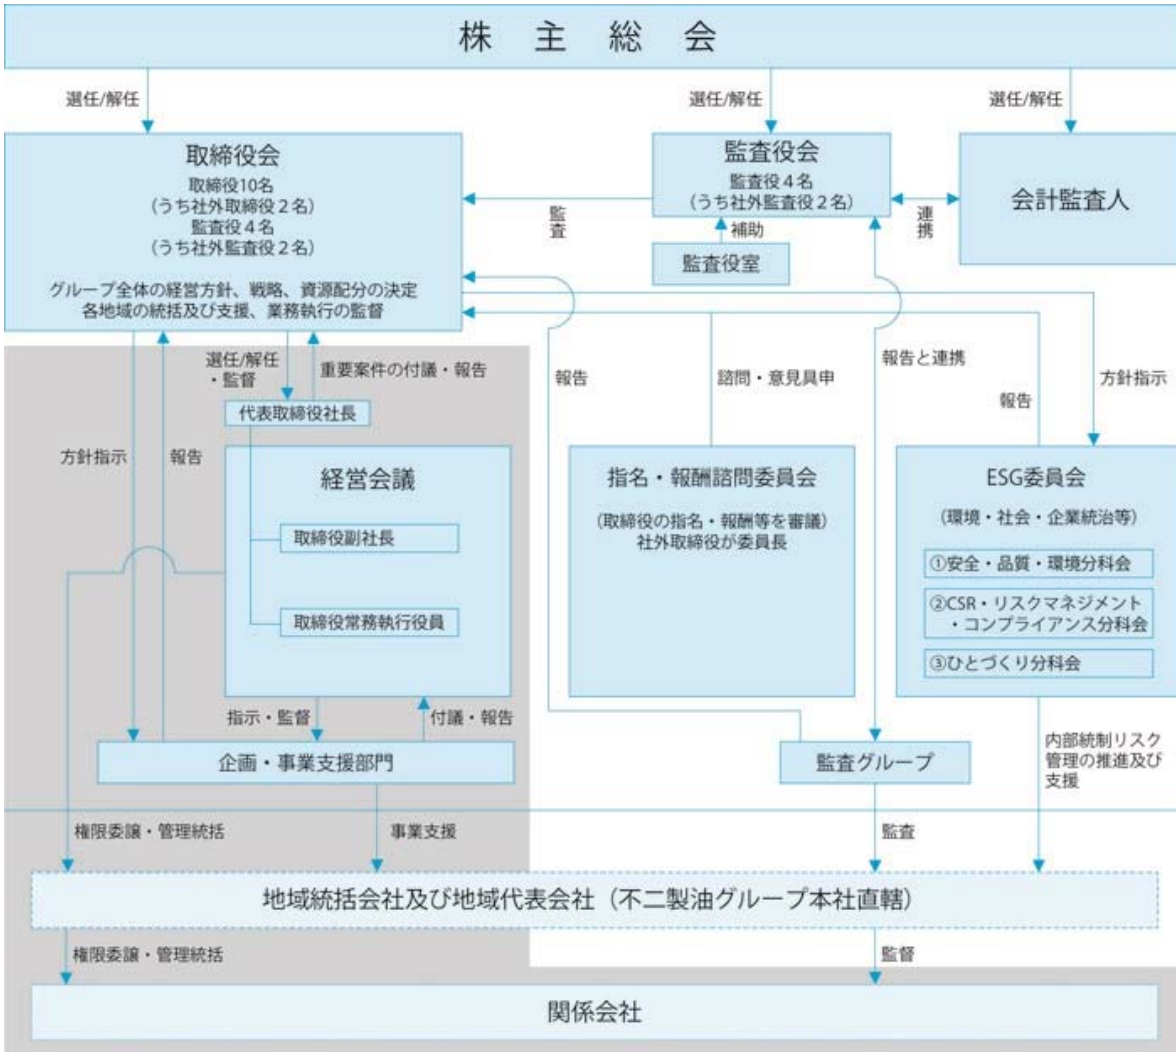 株主総会
選任/解任
選任/解任
選任/解任
取締役会
取締役10名
(うち社外取締役2名)
監査役4名
(うち社外監査役2名)
グループ全体の経営方針、戦略、資源配分の決定
各地域の統括及び支援、業務執行の監督
監査
監査役会
監査役4名
(うち社外監査役2名)
補助
監査役室
連携
会計監査人
選任/解任
・監督
重要案件の付議・報告
報告
諮問・意見具申
報告と連携
報告
方針指示
代表取締役社長
方針指示
報告
経営会議
取締役副社長
取締役常務執行役員
指名・報酬諮問委員会
(取締役の指名・報酬等を審議)
社外取締役が委員長
ESG委員会
(環境・社会・企業統治等)
①安全・品質・環境分科会
②CSR・リスクマネジメント
・コンプライアンス分科会
③ひとづくり分科会
指示・監督
付議・報告
企画・事業支援部門
監査グループ
内部統制リスク
管理の推進及び
支援
権限委譲・管理統括
事業支援
監査
地域統括会社及び地域代表会社(不二製油グループ本社直轄)
権限委譲・管理統括
監督
関係会社